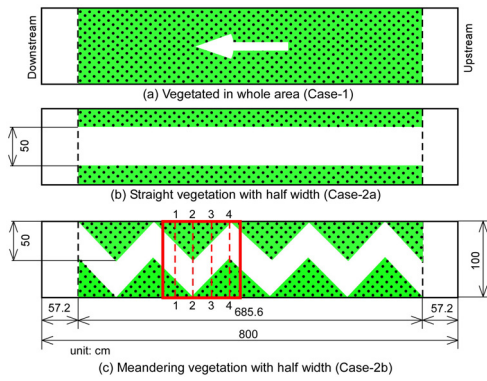 Downstream
Upstream
(a) Vegetated in whole area (Case-1)
50
(b) Straight vegetation with half width (Case-2a)
1 2 3 4
50
100
1 2 3 4
57.2
685.6
57.2
800
unit: cm
(c) Meandering vegetation with half width (Case-2b)